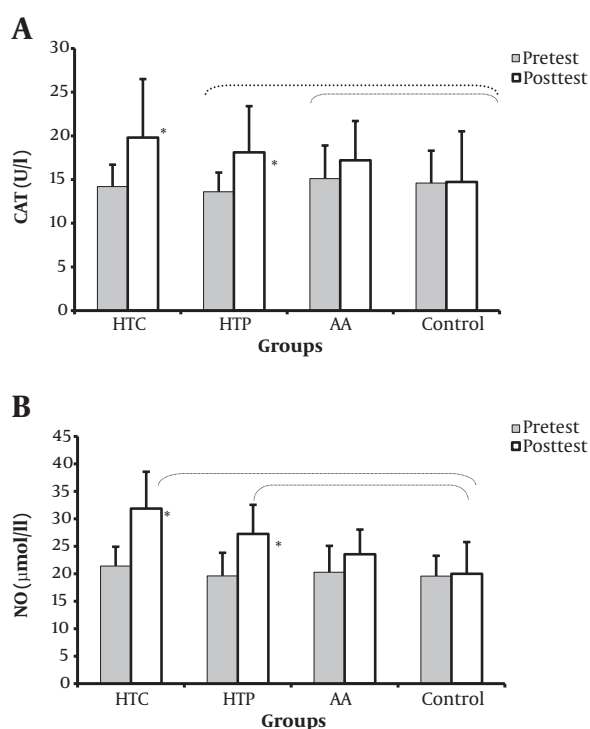 A
30
25
20
15
10
5
0
CAT (U/I)
Pretest
Posttest
*
*
HTC HTP AA Control
Groups
B
45
40
35
30
25
20
15
10
5
0
NO (µmol/II)
Pretest
Posttest
*
*
HTC HTP AA Control
Groups